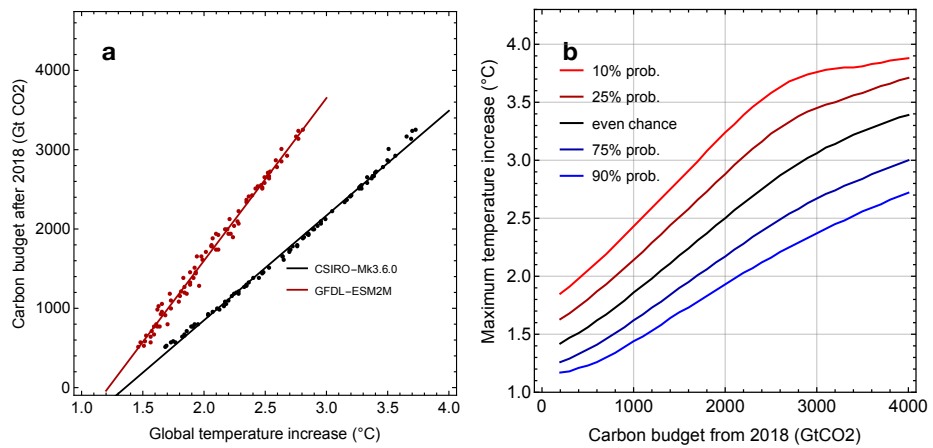 a
Carbon budget after 2018 (Gt CO2)
4000
3000
2000
1000
0
CSIRO-Mk3.6.0
GFDL-ESM2M
1.0 1.5 2.0 2.5 3.0 3.5 4.0
Global temperature increase (°C)
b
Maximum temperature increase (°C)
4.0
3.5
3.0
2.5
2.0
1.5
1.0
10% prob.
25% prob.
even chance
75% prob.
90% prob.
0 1000 2000 3000 4000
Carbon budget from 2018 (GtCO2)